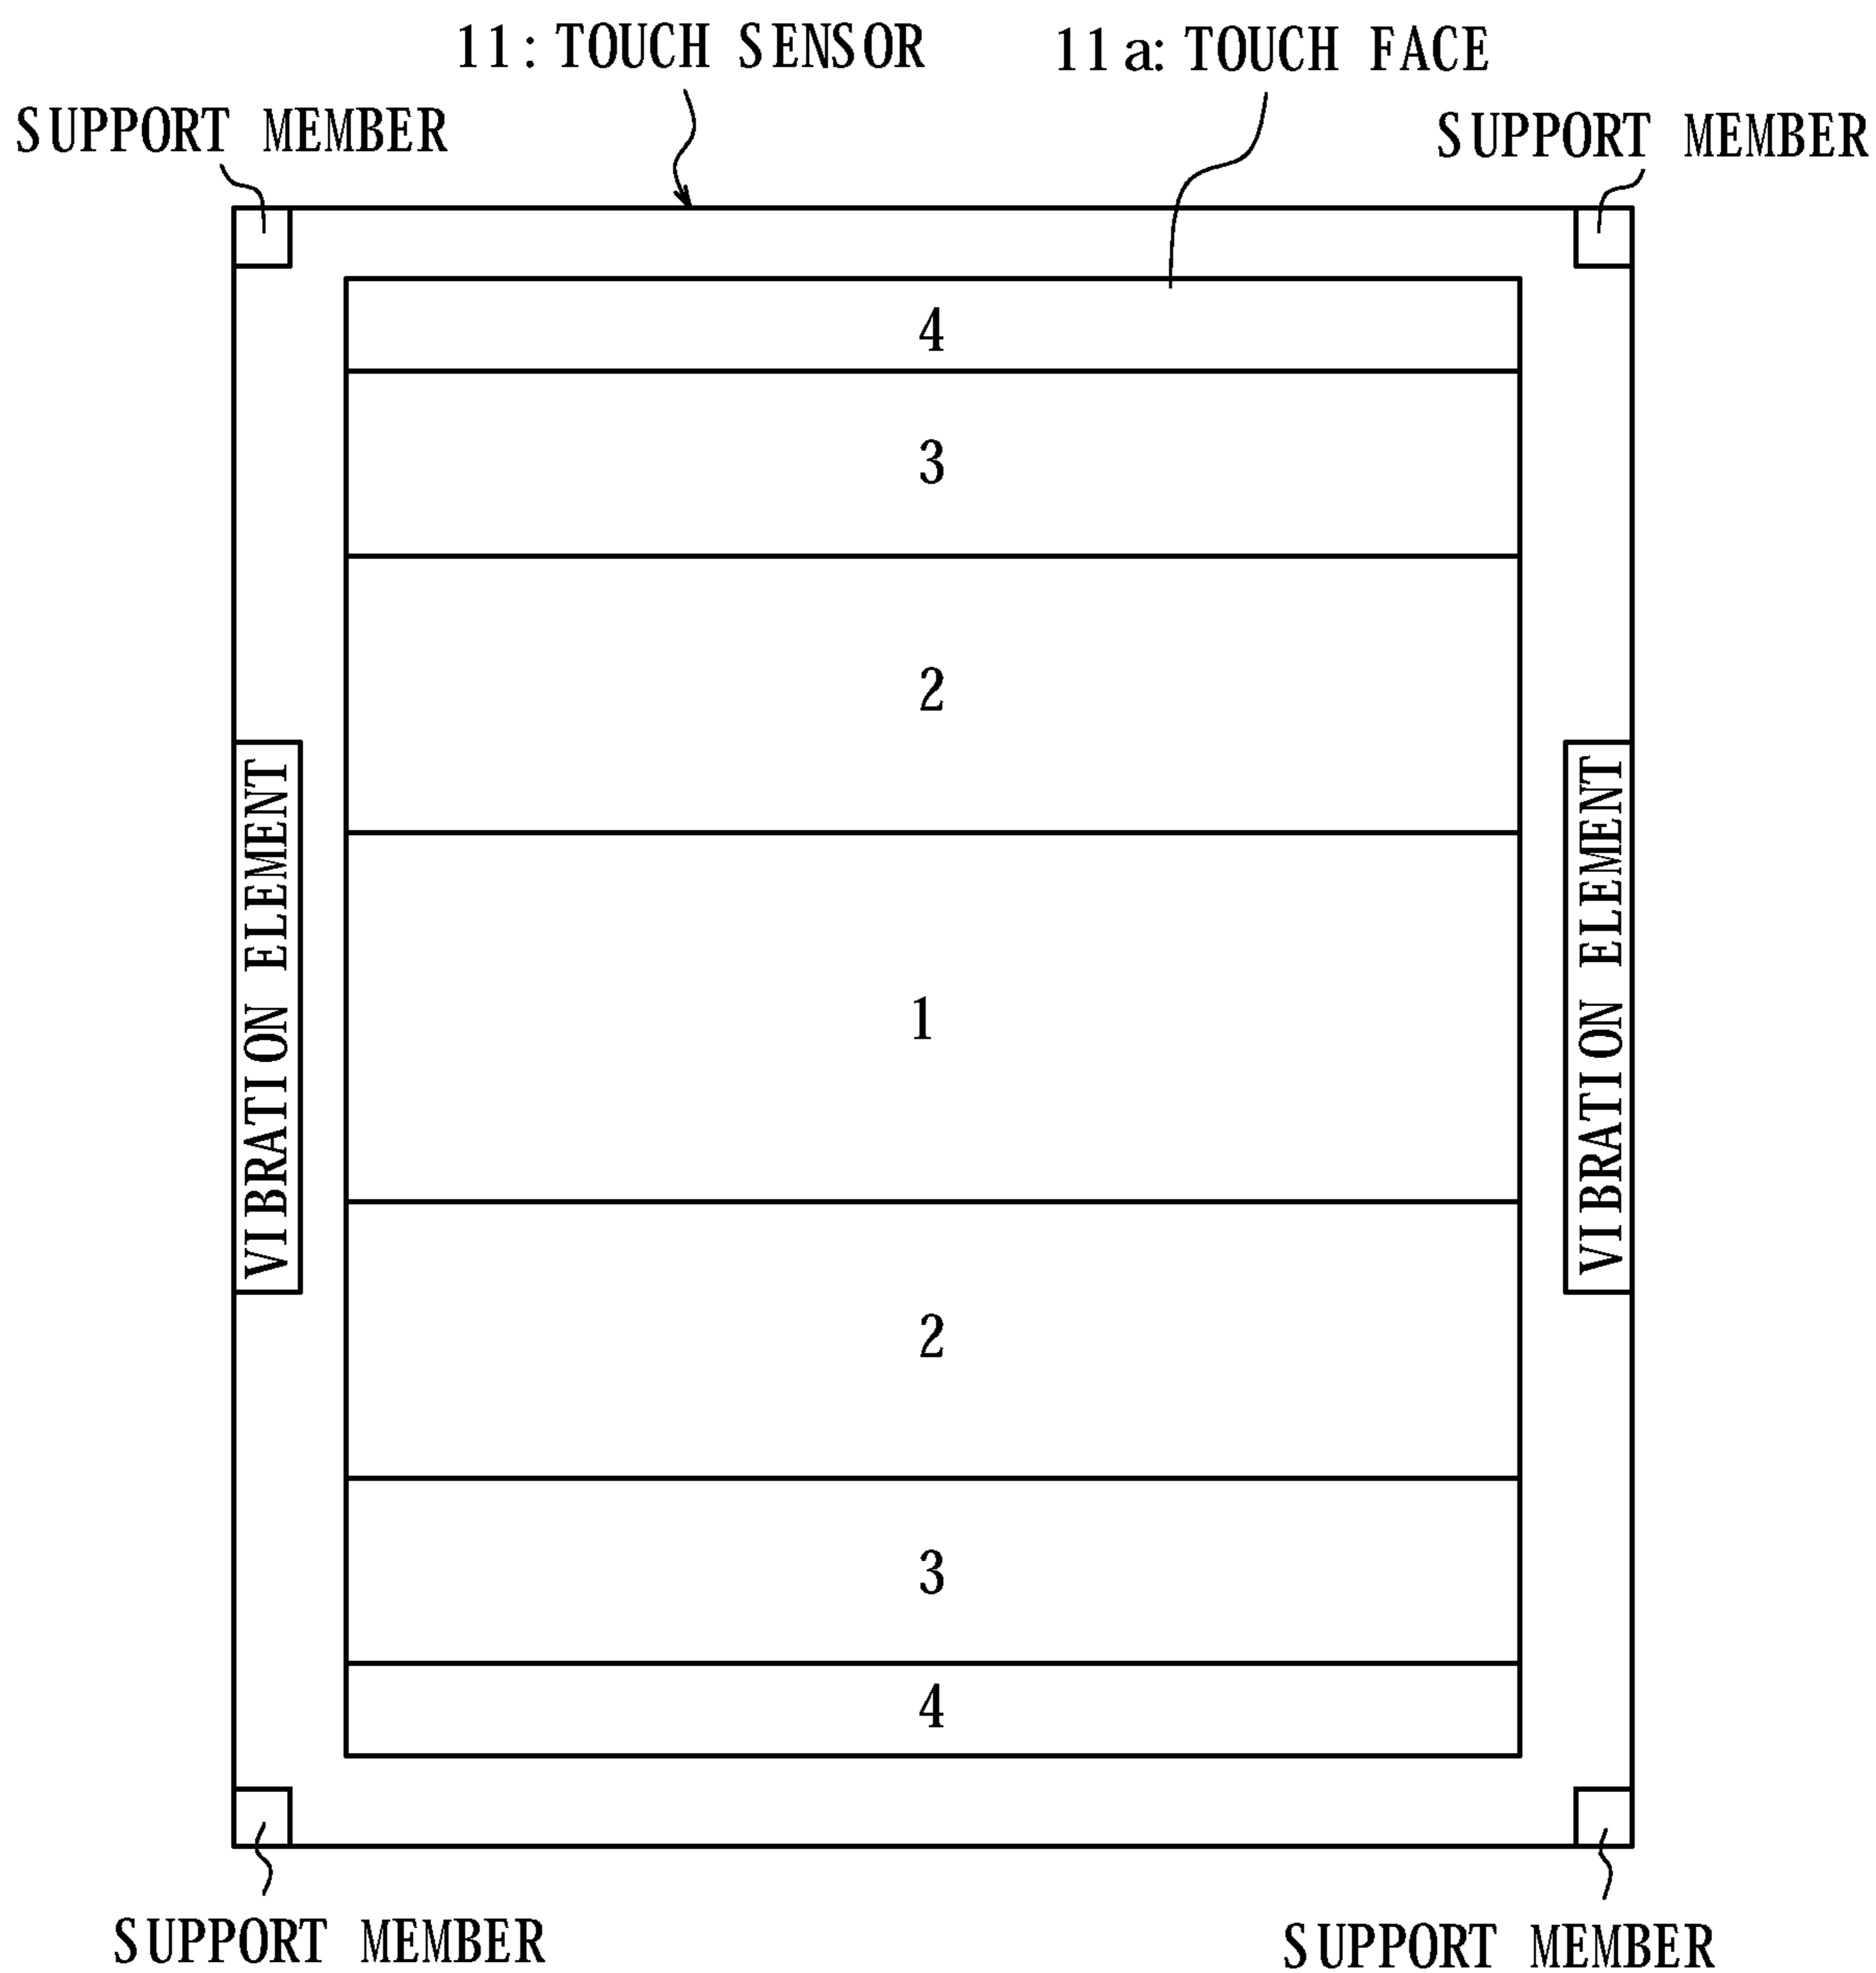 11: TOUCH SENSOR
11a: TOUCH FACE
SUPPORT MEMBER
SUPPORT MEMBER
4
3
2
VIBRATION ELEMENT
1
VIBRATION ELEMENT
2
3
4
SUPPORT MEMBER
SUPPORT MEMBER